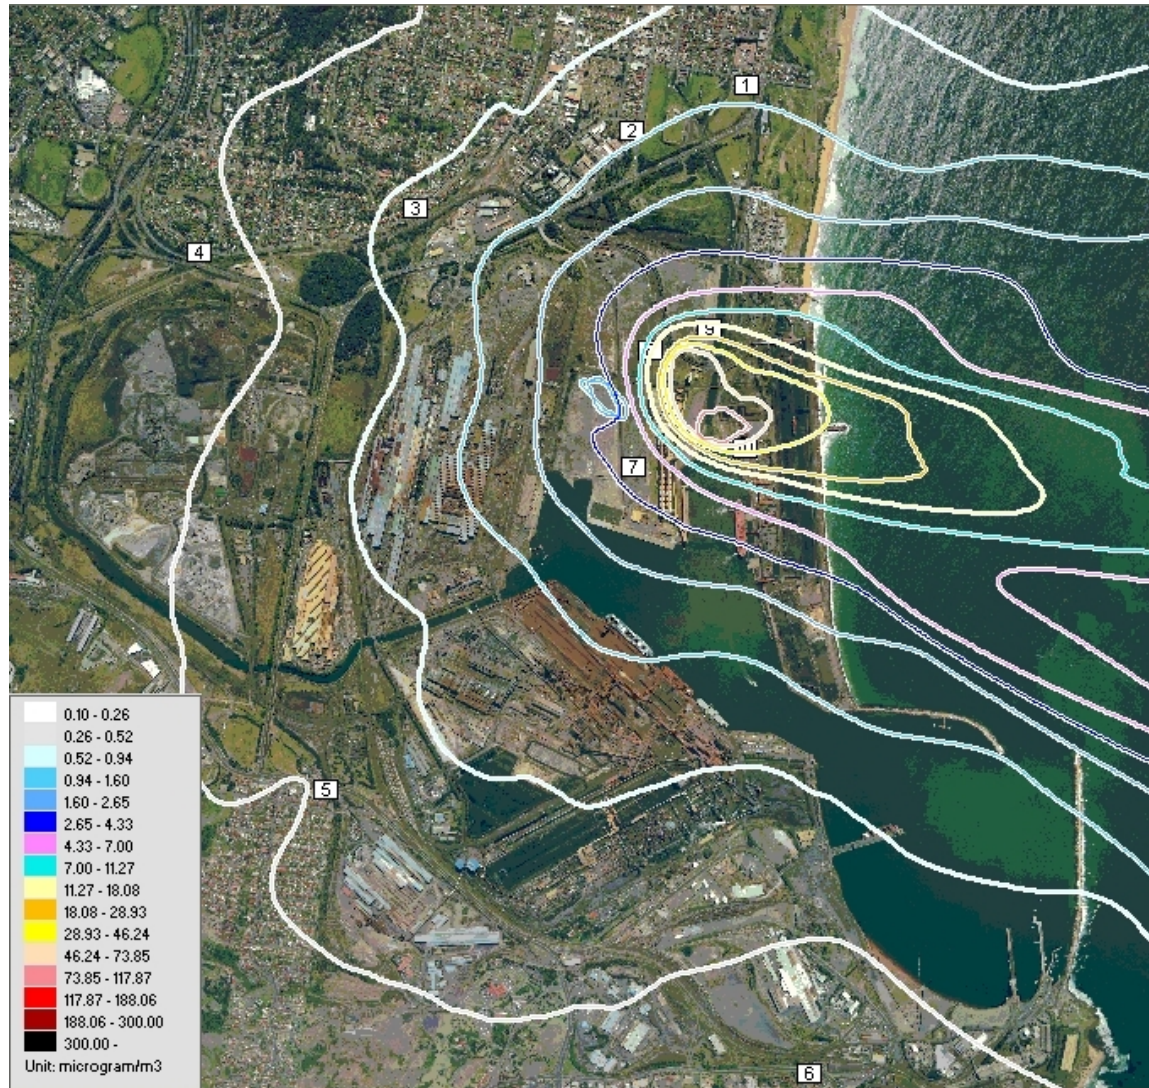 1
2
3
4
9
7
5
0.10 - 0.26
0.26 - 0.52
0.52 - 0.94
0.94 - 1.60
1.60 - 2.65
2.65 - 4.33
4.33 - 7.00
7.00 - 11.27
11.27 - 18.08
18.08 - 28.93
28.93 - 46.24
46.24 - 73.85
73.85 - 117.87
117.87 - 188.06
188.06 - 300.00
300.00 -
Unit: microgram/m3
6